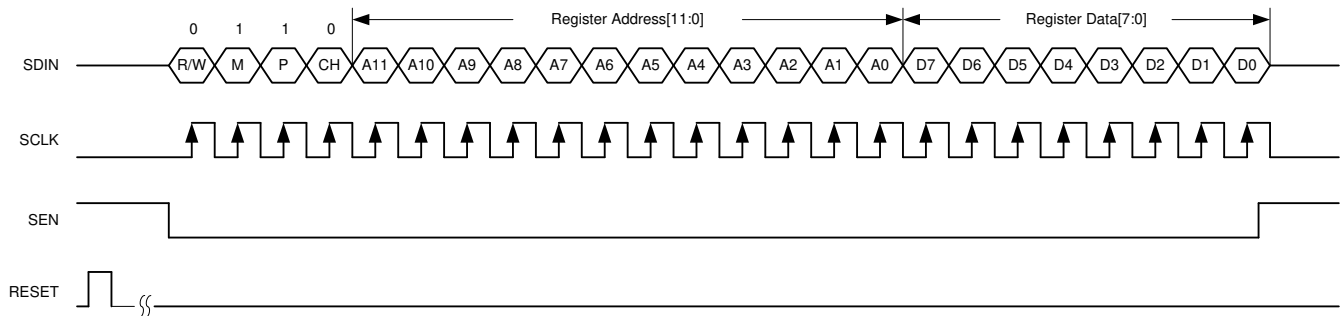 0 1 1 0 Register Address[11:0] Register Data[7:0]
SDIN R/W M P CH A11 A10 A9 A8 A7 A6 A5 A4 A3 A2 A1 A0 D7 D6 D5 D4 D3 D2 D1 D0
SCLK
SEN
RESET